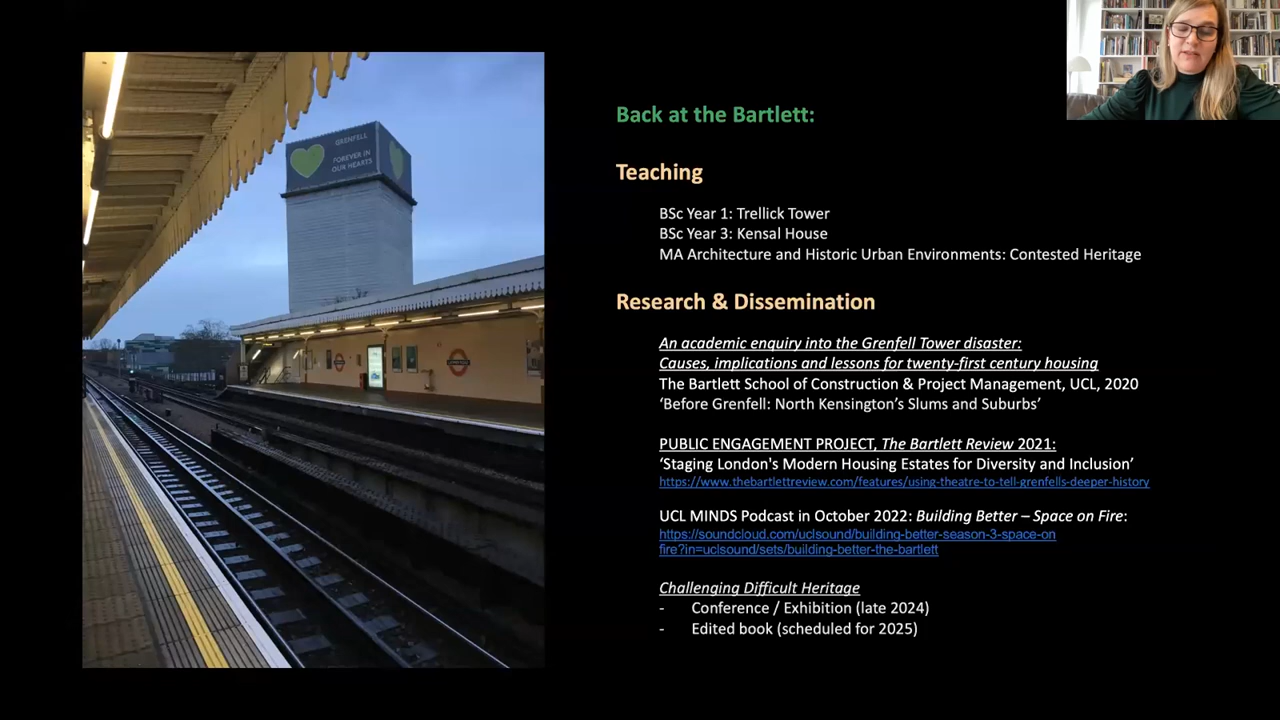 GRENFELL
FOREVER IN
OUR HEARTS
Back at the Bartlett:
Teaching
BSc Year 1: Trellick Tower
BSc Year 3: Kensal House
MA Architecture and Historic Urban Environments: Contested Heritage
Research & Dissemination
An academic enquiry into the Grenfell Tower disaster:
Causes, implications and lessons for twenty-first century housing
The Bartlett School of Construction & Project Management, UCL, 2020
‘Before Grenfell: North Kensington’s Slums and Suburbs’
PUBLIC ENGAGEMENT PROJECT, The Bartlett Review 2021:
‘Staging London's Modern Housing Estates for Diversity and Inclusion’
https://www.thebartlettreview.com/features/using-theatre-to-tell-grenfells-deeper-history
UCL MINDS Podcast in October 2022: Building Better – Space on Fire:
https://soundcloud.com/uclsound/building-better-season-3-space-on
fire?in=uclsound/sets/building-better-the-bartlett
Challenging Difficult Heritage
- Conference / Exhibition (late 2024)
- Edited book (scheduled for 2025)